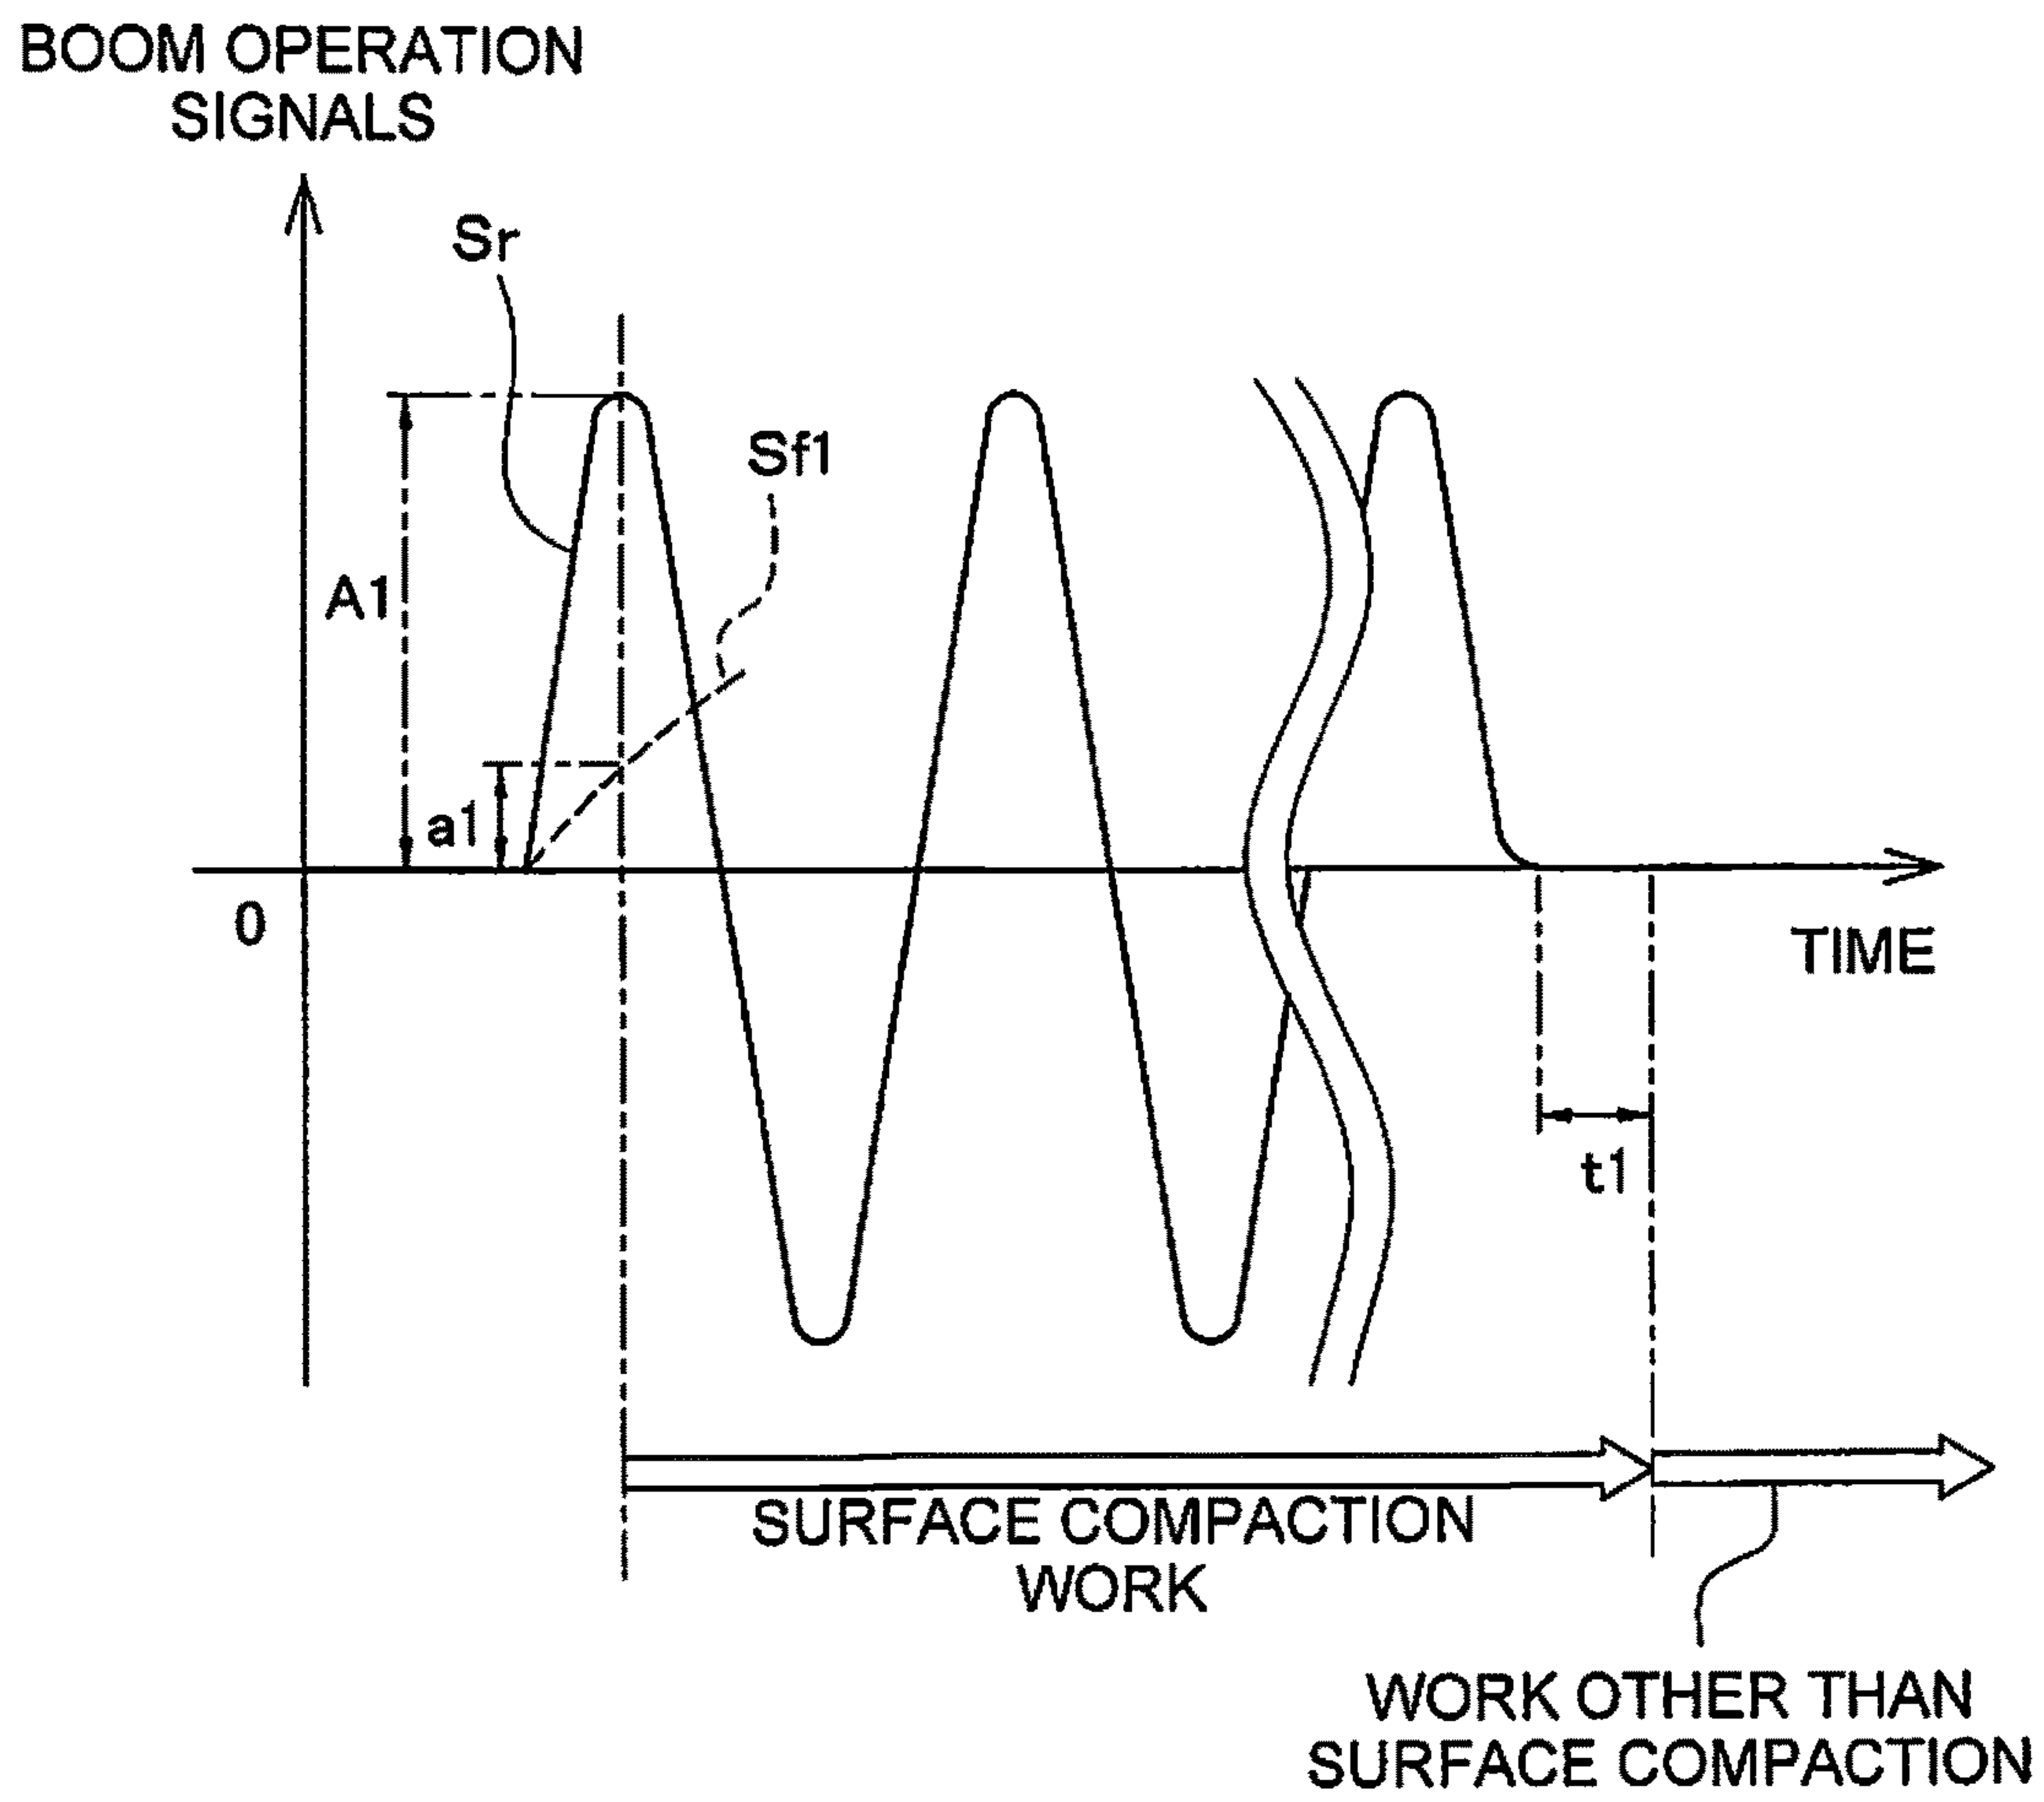 BOOM OPERATION
SIGNALS
Sr
Sf1
A1
a1
0
TIME
t1
SURFACE COMPACTION
WORK
WORK OTHER THAN
SURFACE COMPACTION